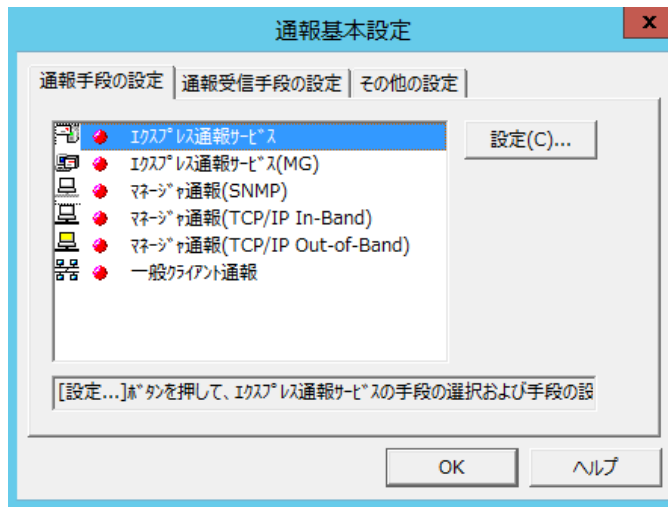 通報基本設定
x
通報手段の設定 通報受信手段の設定 その他の設定
ｴｸｽﾌﾟﾚｽ通報ｻｰﾋﾞｽ
設定(C)...
ｴｸｽﾌﾟﾚｽ通報ｻｰﾋﾞｽ(MG)
ﾏﾈｰｼﾞｬ通報(SNMP)
ﾏﾈｰｼﾞｬ通報(TCP/IP In-Band)
ﾏﾈｰｼﾞｬ通報(TCP/IP Out-of-Band)
一般ｸﾗｲｱﾝﾄ通報
[設定...]ﾎﾞﾀﾝを押して、ｴｸｽﾌﾟﾚｽ通報ｻｰﾋﾞｽの手段の選択および手段の設
OK ヘルプ